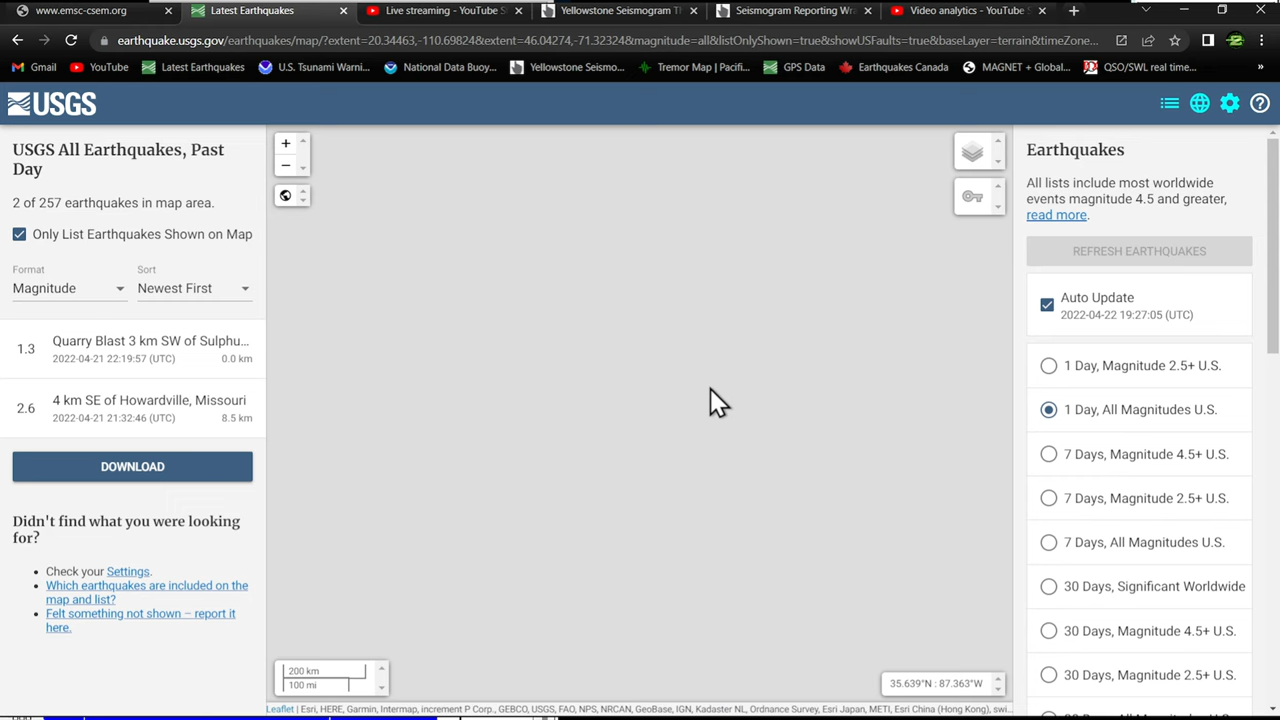 www.emsc-csem.org
Latest Earthquakes
Live streaming - YouTube S
Yellowstone Seismogram Th
Seismogram Reporting Wra
Video analytics - YouTube S
earthquake.usgs.gov/earthquakes/map/?extent=20.34463,-110.69824&extent=46.04274,-71.32324&magnitude=all&listOnlyShown=true&showUSFaults=true&baseLayer=terrain&timeZone...
Gmail
YouTube
Latest Earthquakes
U.S. Tsunami Warni...
National Data Buoy...
Yellowstone Seismo...
Tremor Map | Pacifi...
GPS Data
Earthquakes Canada
MAGNET + Global...
QSO/SWL real time...
»
USGS
USGS All Earthquakes, Past
Day
2 of 257 earthquakes in map area.
Only List Earthquakes Shown on Map
Format
Sort
Magnitude
Newest First
1.3
Quarry Blast 3 km SW of Sulphu...
2022-04-21 22:19:57 (UTC)
0.0 km
2.6
4 km SE of Howardville, Missouri
2022-04-21 21:32:46 (UTC)
8.5 km
DOWNLOAD
Didn't find what you were looking
for?
• Check your Settings.
• Which earthquakes are included on the
map and list?
• Felt something not shown – report it
here.
+
−
200 km
100 mi
35.639°N : 87.363°W
Leaflet | Esri, HERE, Garmin, Intermap, increment P Corp., GEBCO, USGS, FAO, NPS, NRCAN, GeoBase, IGN, Kadaster NL, Ordnance Survey, Esri Japan, METI, Esri China (Hong Kong), swi...
Earthquakes
All lists include most worldwide
events magnitude 4.5 and greater,
read more.
REFRESH EARTHQUAKES
Auto Update
2022-04-22 19:27:05 (UTC)
1 Day, Magnitude 2.5+ U.S.
1 Day, All Magnitudes U.S.
7 Days, Magnitude 4.5+ U.S.
7 Days, Magnitude 2.5+ U.S.
7 Days, All Magnitudes U.S.
30 Days, Significant Worldwide
30 Days, Magnitude 4.5+ U.S.
30 Days, Magnitude 2.5+ U.S.